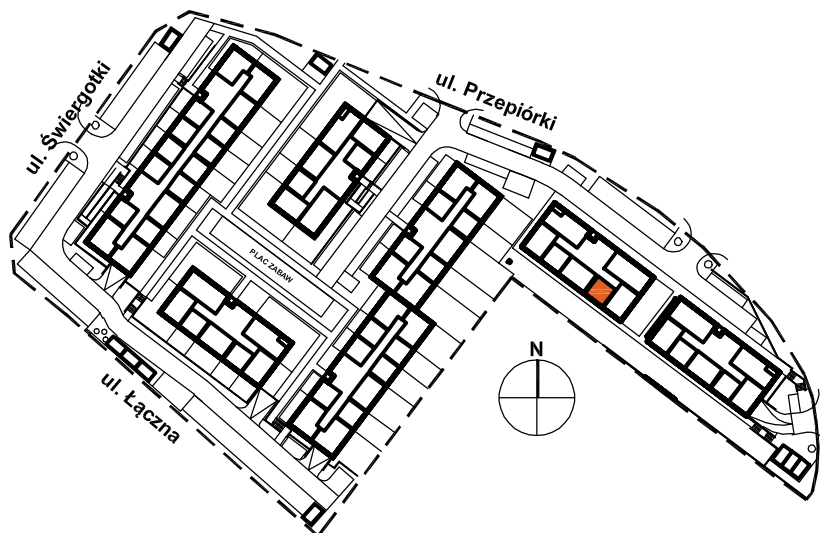 ul. Świergotki
ul. Przepiórki
PLAC ZABAW
ul. Łączna
N